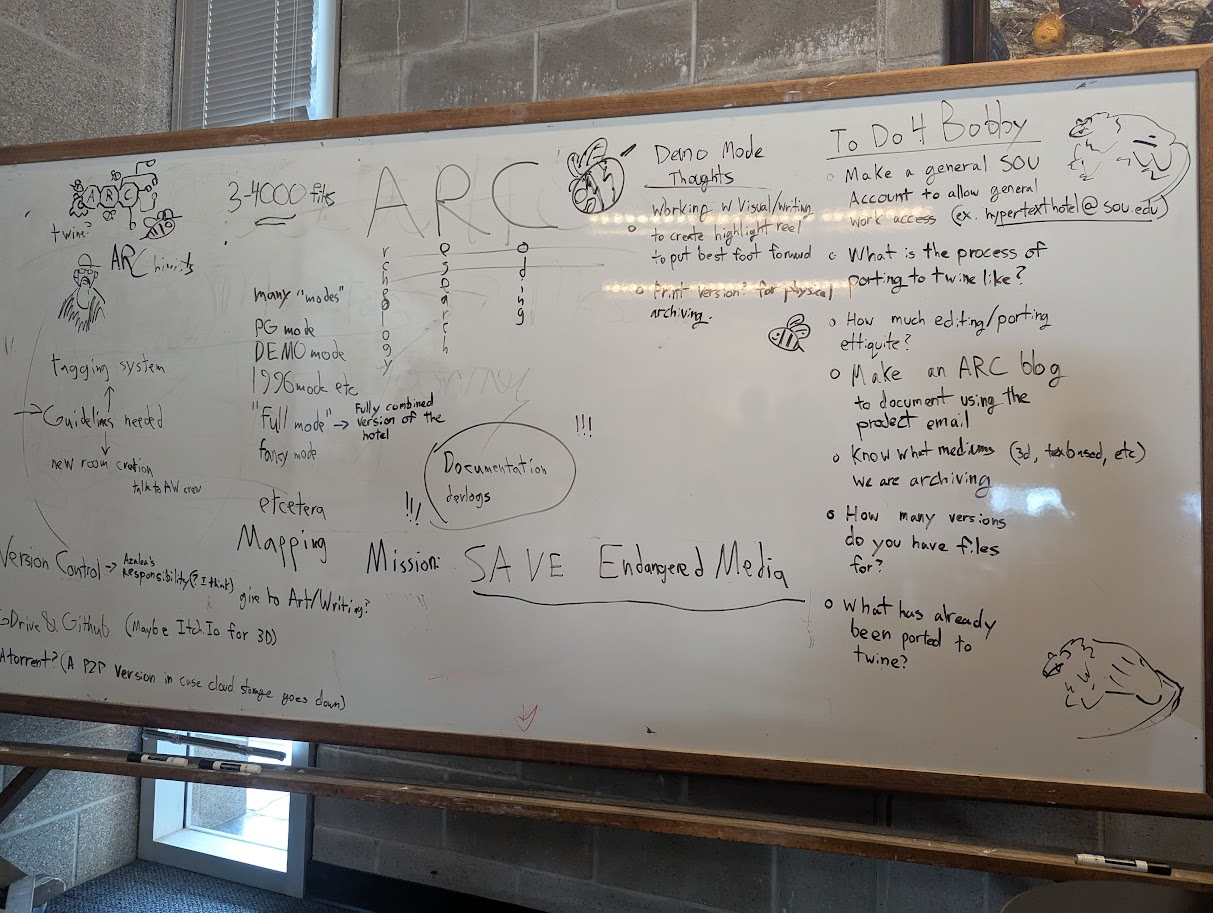 ARC
twine?
ARChivists
tagging system
Guidelines needed
new room cration
talk to AW crew
Version Control → Azalea's
Responsibility (? I think)
GDrive & Github (Maybe Itch.Io for 3D)
A torrent? (A P2P Version in case cloud storage goes down)
3-4000 files
many "modes"
PG mode
DEMO mode
1996 mode etc
"Full mode" → Fully combined
version of the
hotel
fancy mode
etcetera
Mapping
give to Art/Writing?
ARC
rcheology
esearch
oding
Documentation
devlogs
!!!
!!!
Mission: SAVE Endangered Media
Demo Mode
Thoughts
working w/ Visual/writing
to create highlight reel
to put best foot forward
Print version? for physical
archiving.
To Do 4 Bobby
Make a general SOU
Account to allow general
work access (ex. hypertexthotel@sou.edu)
What is the process of
porting to twine like?
How much editing/porting
ettiquite?
Make an ARC blog
to document using the
project email
Know what mediums (3d, text based, etc)
we are archiving
How many versions
do you have files
for?
What has already
been ported to
twine?